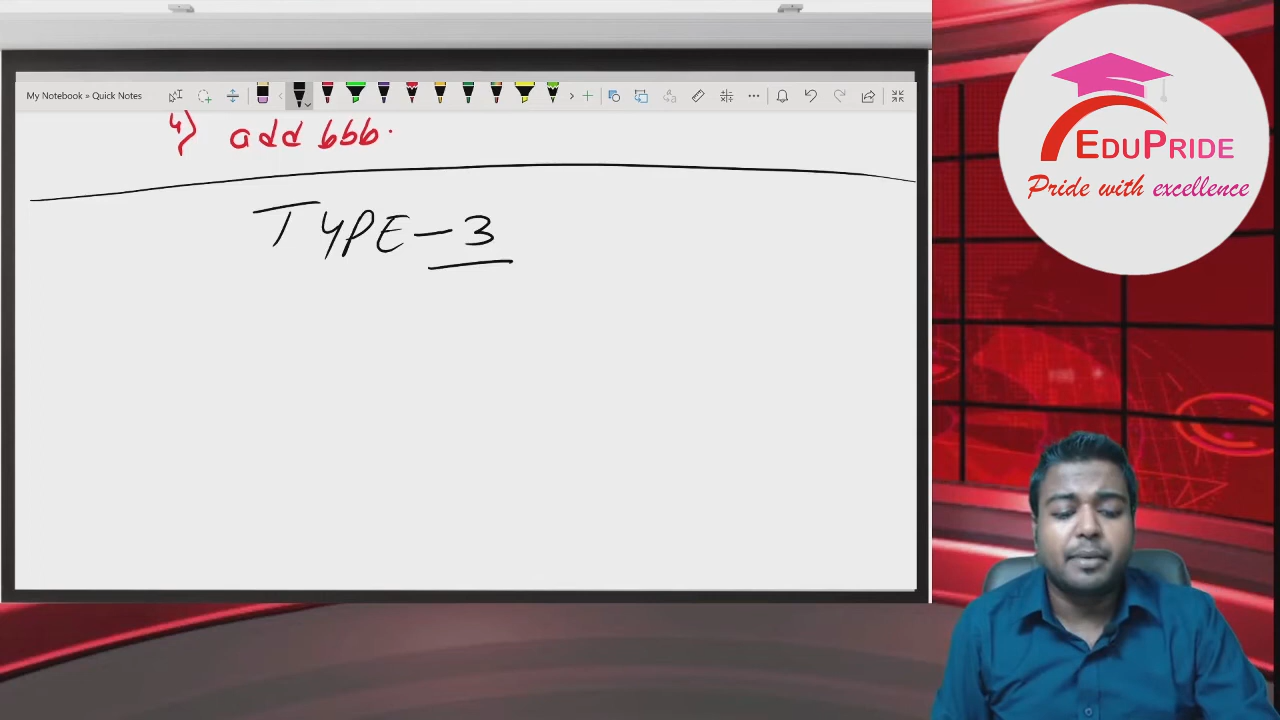 My Notebook » Quick Notes
4) add bbb.
TYPE-3
EDUPRIDE
Pride with excellence